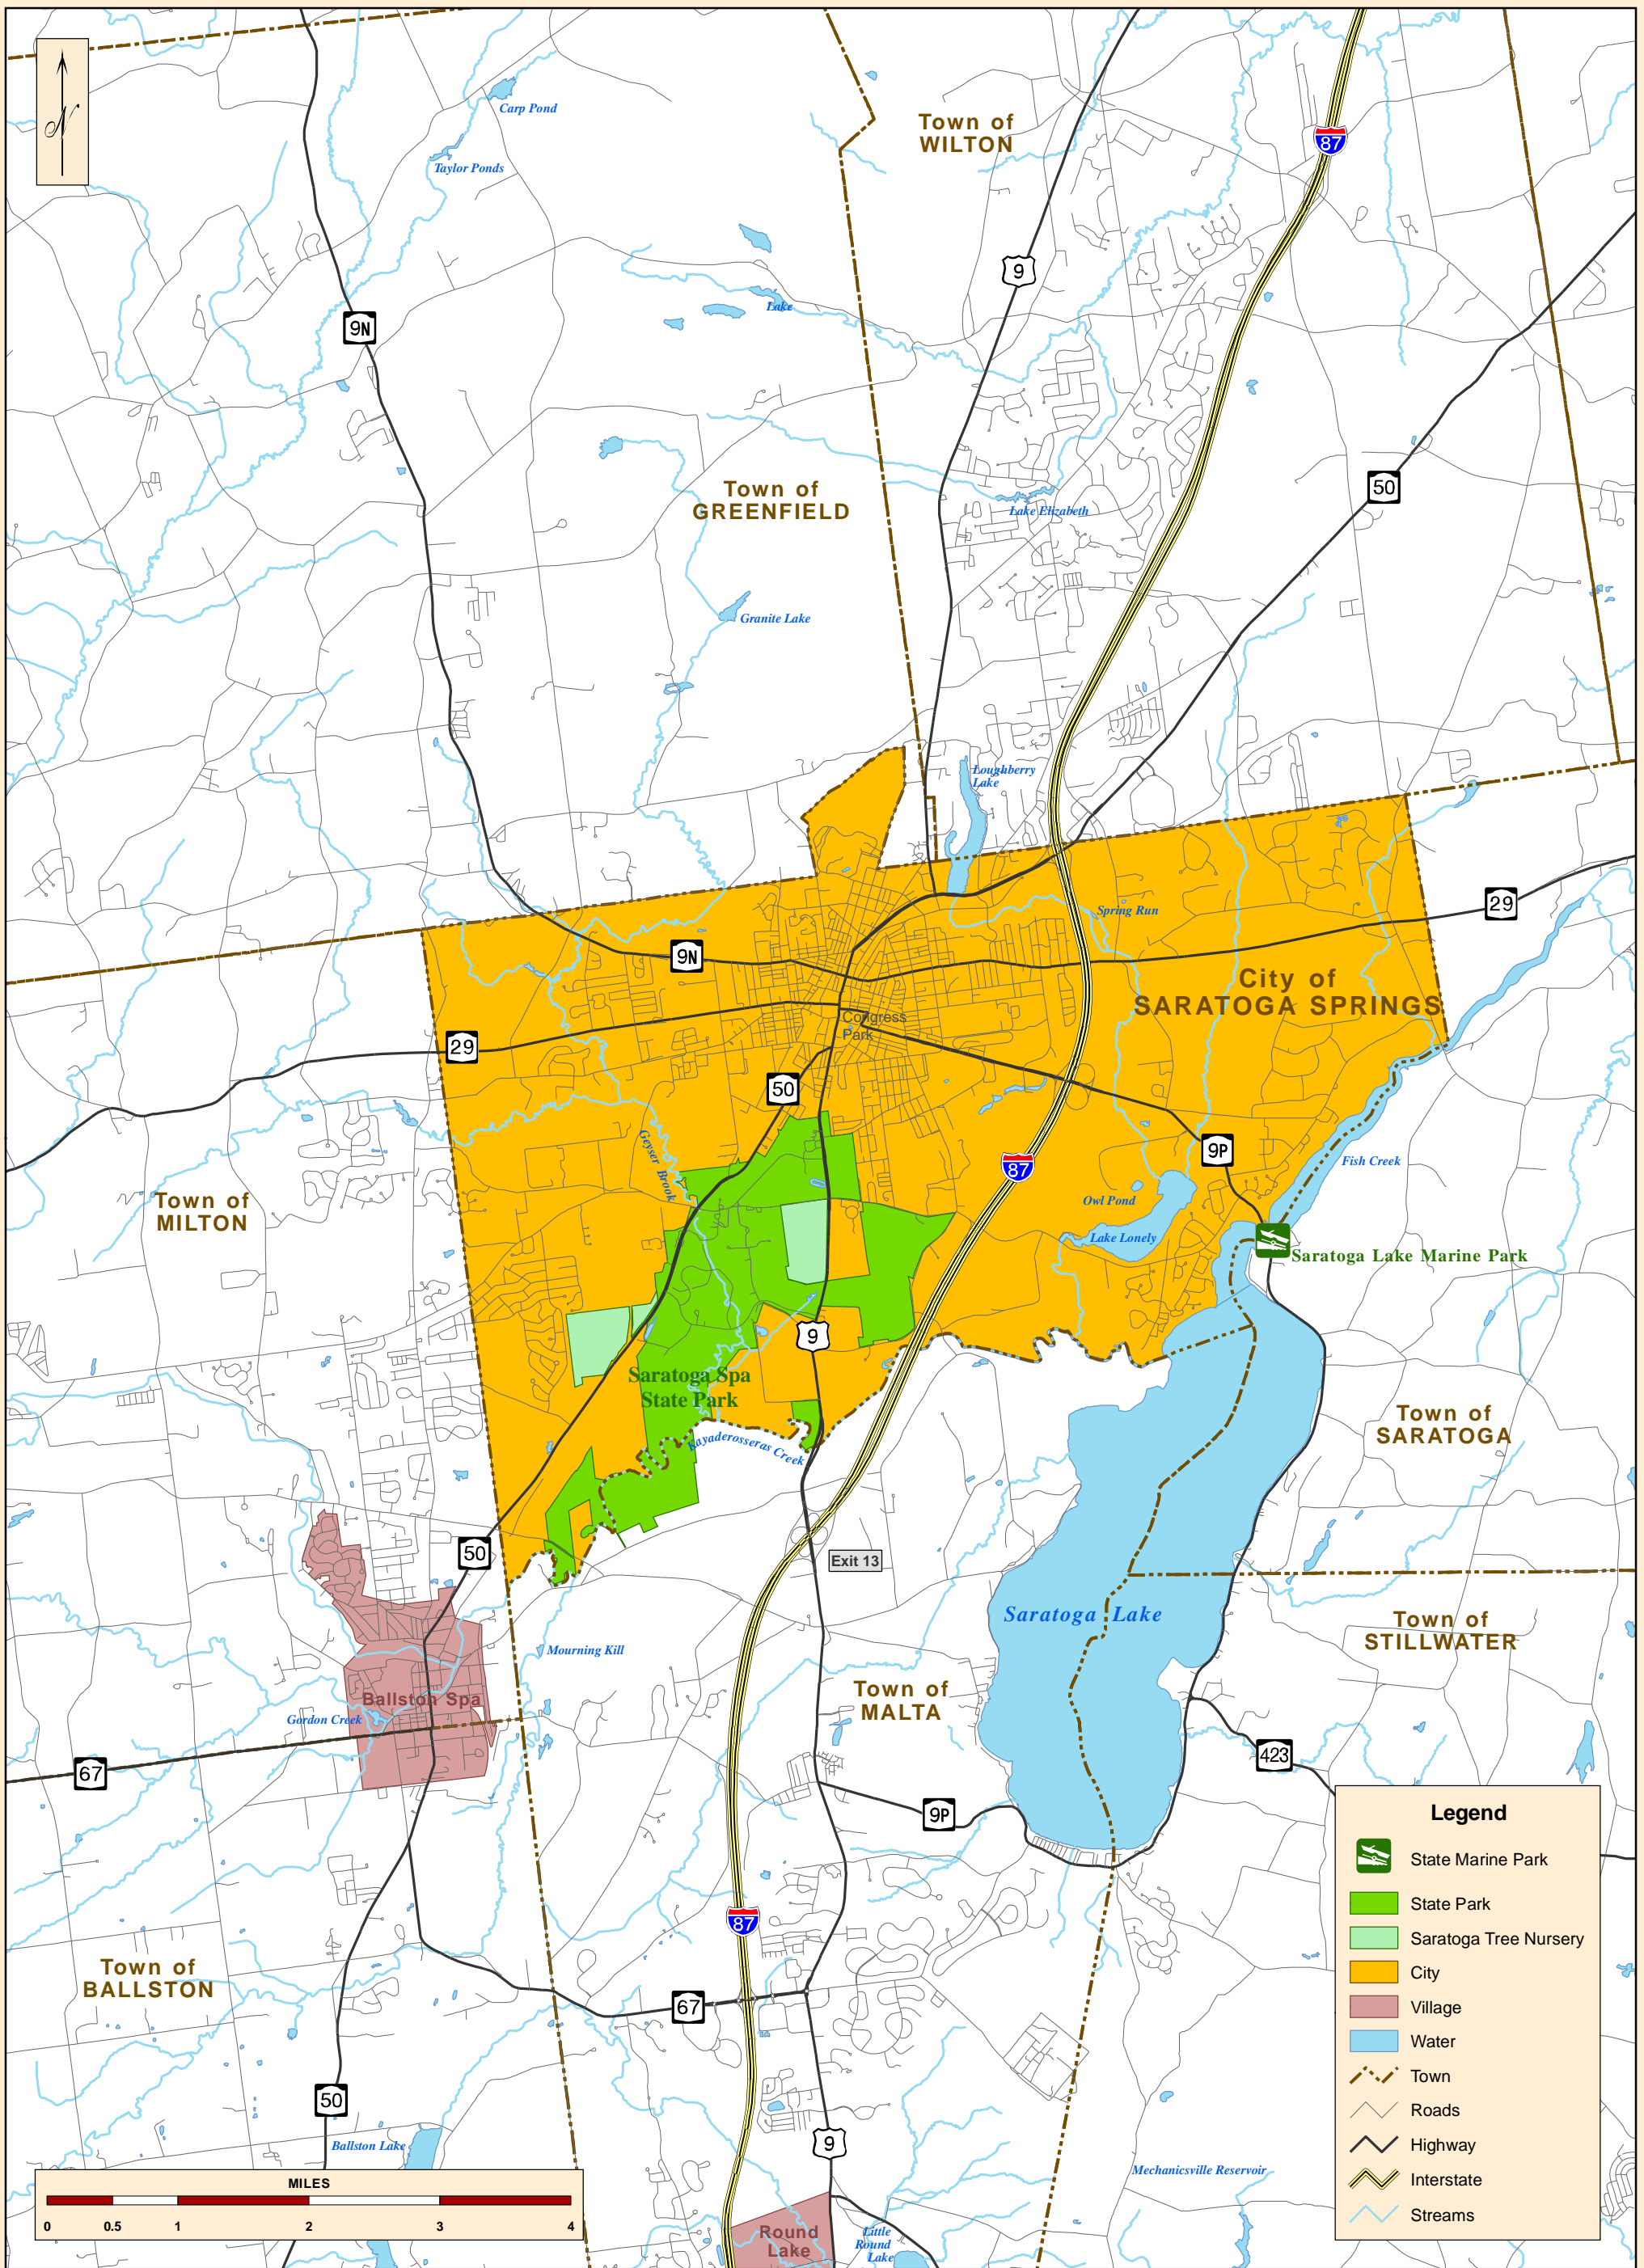 N
Carp Pond
Taylor Ponds
Town of
WILTON
87
9
9N
Lake
50
Town of
GREENFIELD
Lake Elizabeth
Granite Lake
Loughberry
Lake
Spring Run
29
9N
City of
SARATOGA SPRINGS
Congress
Park
29
50
Geyser Brook
9P
Fish Creek
87
Town of
MILTON
Owl Pond
Lake Lonely
Saratoga Lake Marine Park
9
Saratoga Spa
State Park
Kayaderosseras Creek
Town of
SARATOGA
50
Exit 13
Saratoga Lake
Town of
STILLWATER
Mourning Kill
Ballston Spa
Gordon Creek
Town of
MALTA
67
423
9P
87
Town of
BALLSTON
67
50
9
Ballston Lake
Mechanicsville Reservoir
Round
Lake
Little
Round
Lake
MILES
0 0.5 1 2 3 4
Legend
State Marine Park
State Park
Saratoga Tree Nursery
City
Village
Water
Town
Roads
Highway
Interstate
Streams